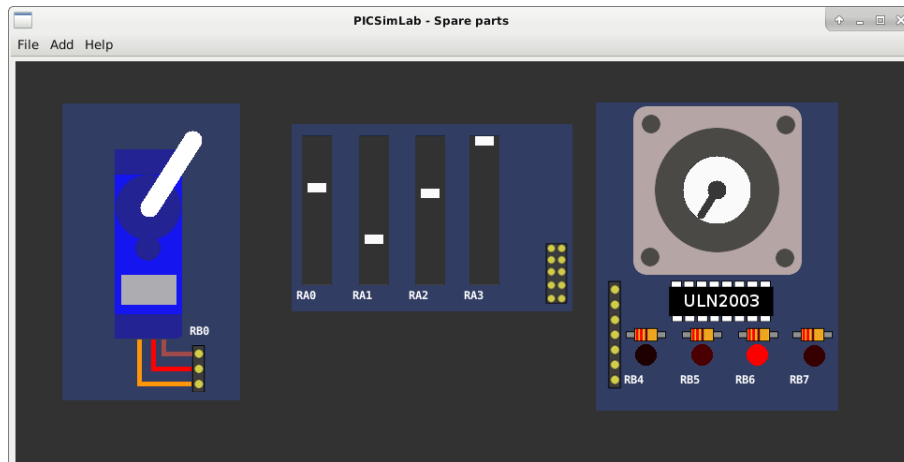 PICSimLab - Spare parts
File Add Help
RB0
RA0 RA1 RA2 RA3
ULN2003
RB4 RB5 RB6 RB7